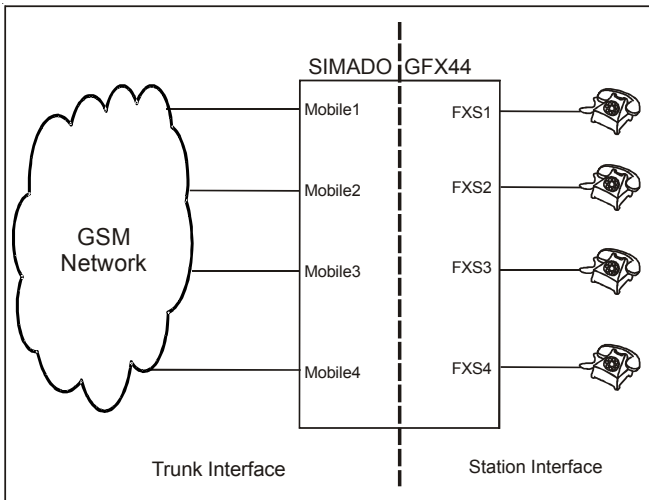 SIMADO GFX44
Mobile1 FXS1
Mobile2 FXS2
GSM
Network
Mobile3 FXS3
Mobile4 FXS4
Trunk Interface Station Interface